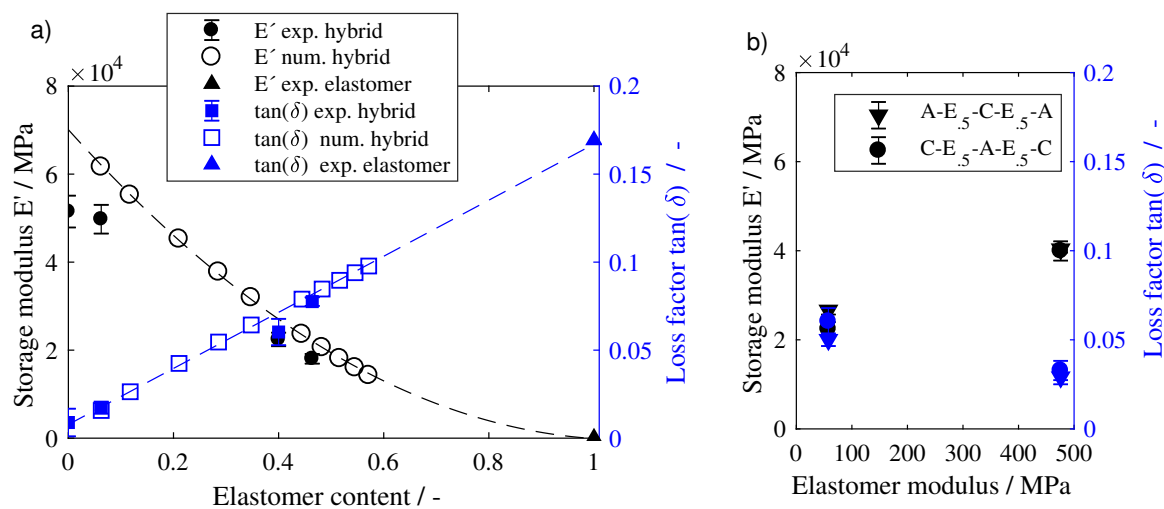 a)
E´ exp. hybrid
E´ num. hybrid
E´ exp. elastomer
tan(δ) exp. hybrid
tan(δ)  num. hybrid
tan(δ)  exp. elastomer
× 10⁴
8
6
4
2
0
Storage modulus E' / MPa
0 0.2 0.4 0.6 0.8 1
Elastomer content / -
0.2
0.15
0.1
0.05
0
Loss factor tan( δ) / -
b)
× 10⁴
A-E.5-C-E.5-A
C-E.5-A-E.5-C
8
6
4
2
0
Storage modulus E' / MPa
0 100 200 300 400 500
Elastomer modulus / MPa
0.2
0.15
0.1
0.05
0
Loss factor tan( δ) / -